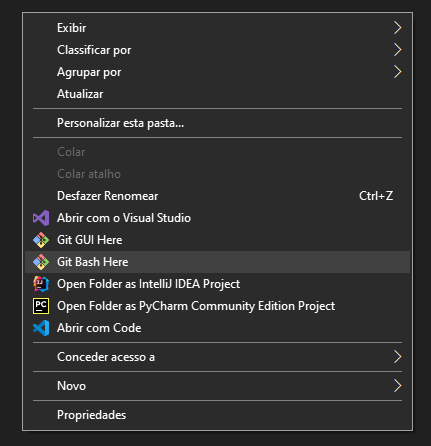 Exibir
Classificar por
Agrupar por
Atualizar
Personalizar esta pasta...
Colar
Colar atalho
Desfazer Renomear Ctrl+Z
Abrir com o Visual Studio
Git GUI Here
Git Bash Here
IJ Open Folder as IntelliJ IDEA Project
PC Open Folder as PyCharm Community Edition Project
Abrir com Code
Conceder acesso a
Novo
Propriedades